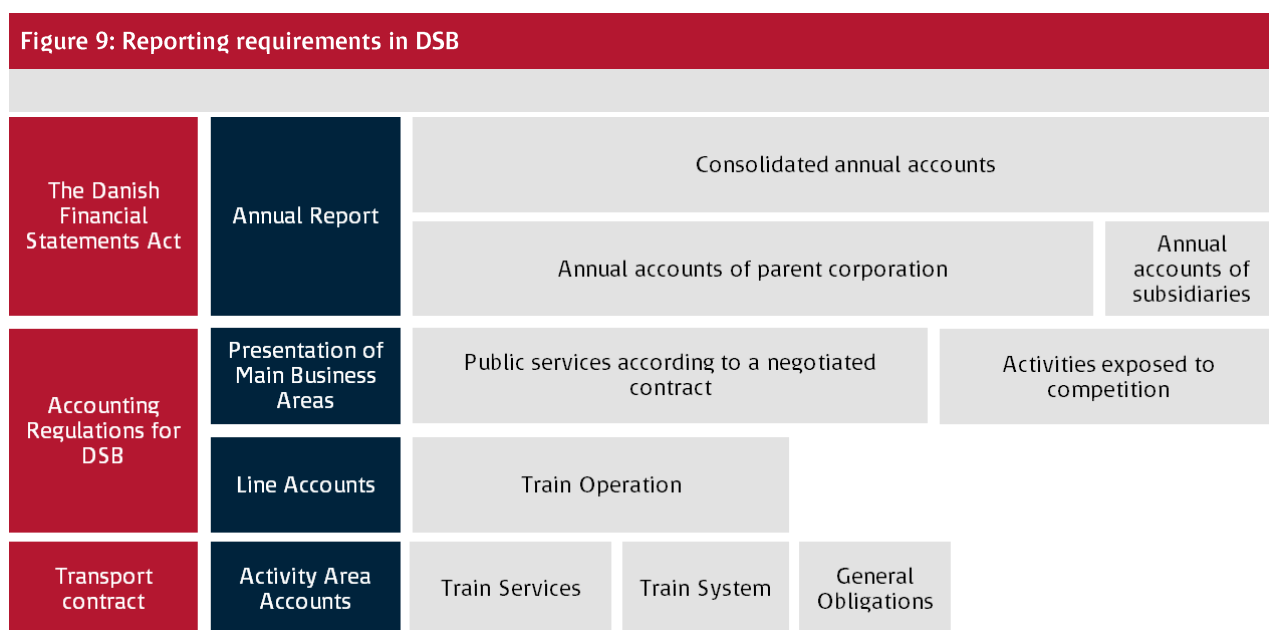 Figure 9: Reporting requirements in DSB
The Danish
Financial
Statements Act
Annual Report
Consolidated annual accounts
Annual accounts of parent corporation
Annual
accounts of
subsidiaries
Accounting
Regulations for
DSB
Presentation of
Main Business
Areas
Public services according to a negotiated
contract
Activities exposed to
competition
Line Accounts
Train Operation
Transport
contract
Activity Area
Accounts
Train Services
Train System
General
Obligations